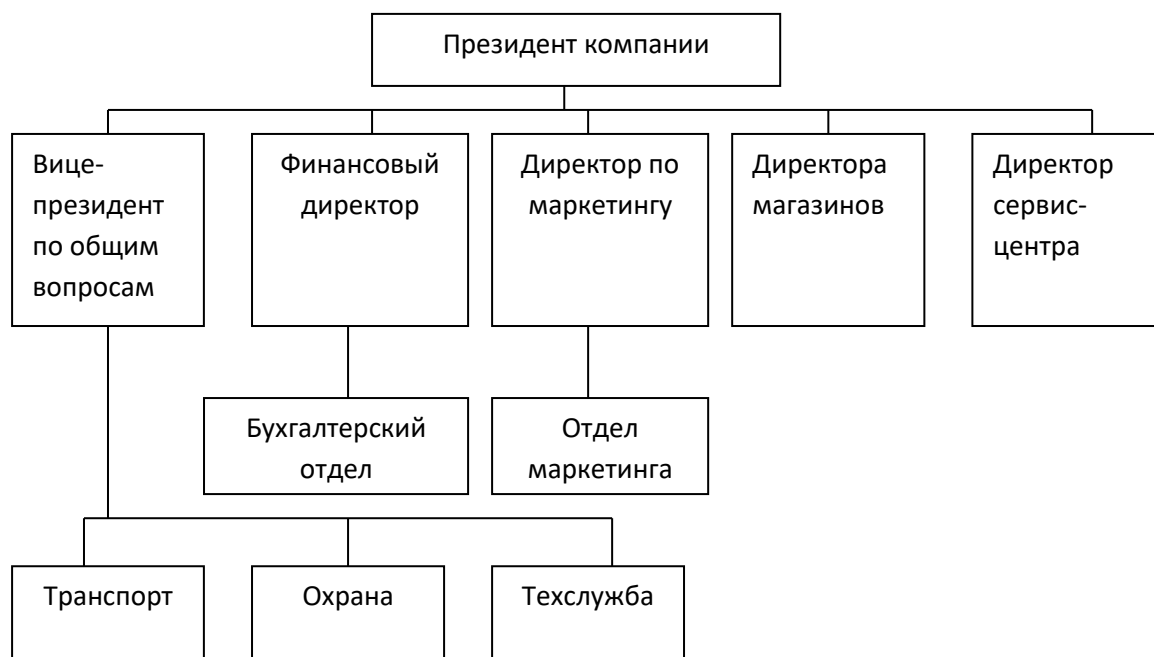 Президент компании
Вице-
президент
по общим
вопросам
Финансовый
директор
Директор по
маркетингу
Директора
магазинов
Директор
сервис-
центра
Бухгалтерский
отдел
Отдел
маркетинга
Транспорт
Охрана
Техслужба